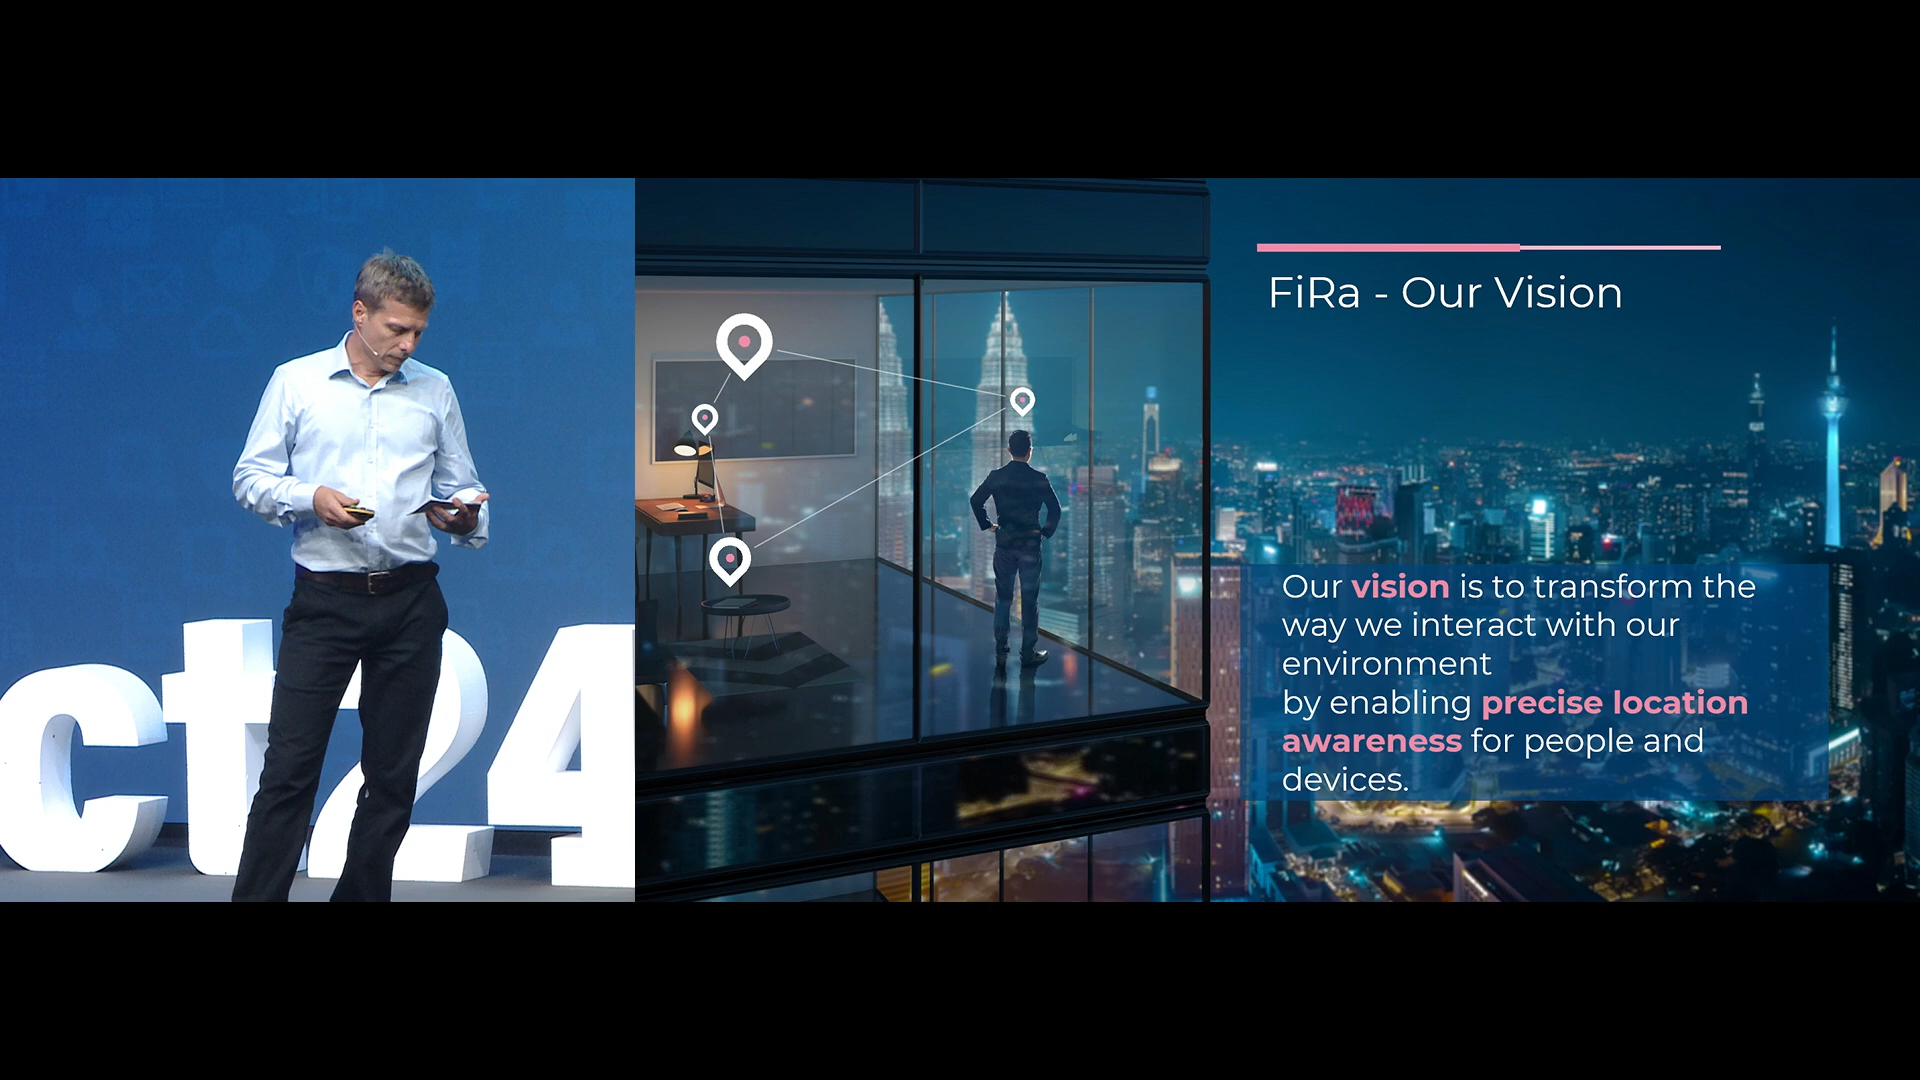 ct24
FiRa - Our Vision
Our vision is to transform the
way we interact with our
environment
by enabling precise location
awareness for people and
devices.